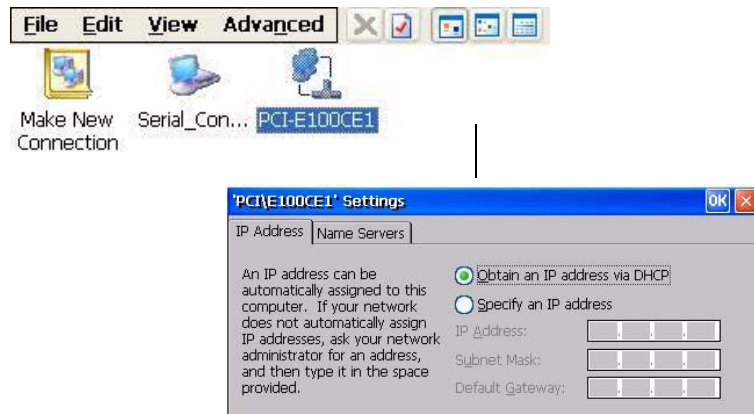 File Edit View Advanced
Make New Connection
Serial_Con...
PCI-E100CE1
'PCI\E100CE1' Settings
OK
IP Address
Name Servers
An IP address can be
automatically assigned to this
computer. If your network
does not automatically assign
IP addresses, ask your network
administrator for an address,
and then type it in the space
provided.
Obtain an IP address via DHCP
Specify an IP address
IP Address:
Subnet Mask:
Default Gateway: